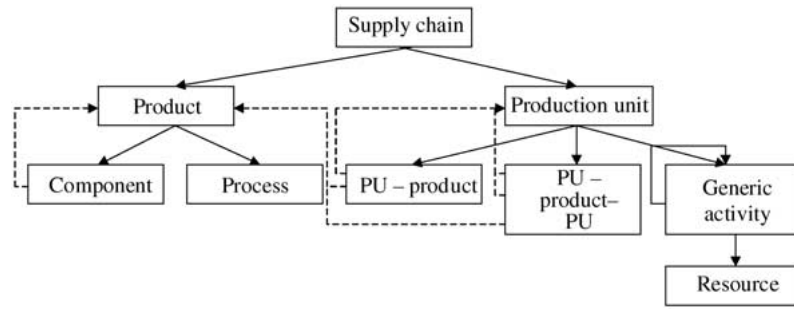 Supply chain
Product
Production unit
Component
Process
PU – product
PU –
product–
PU
Generic
activity
Resource